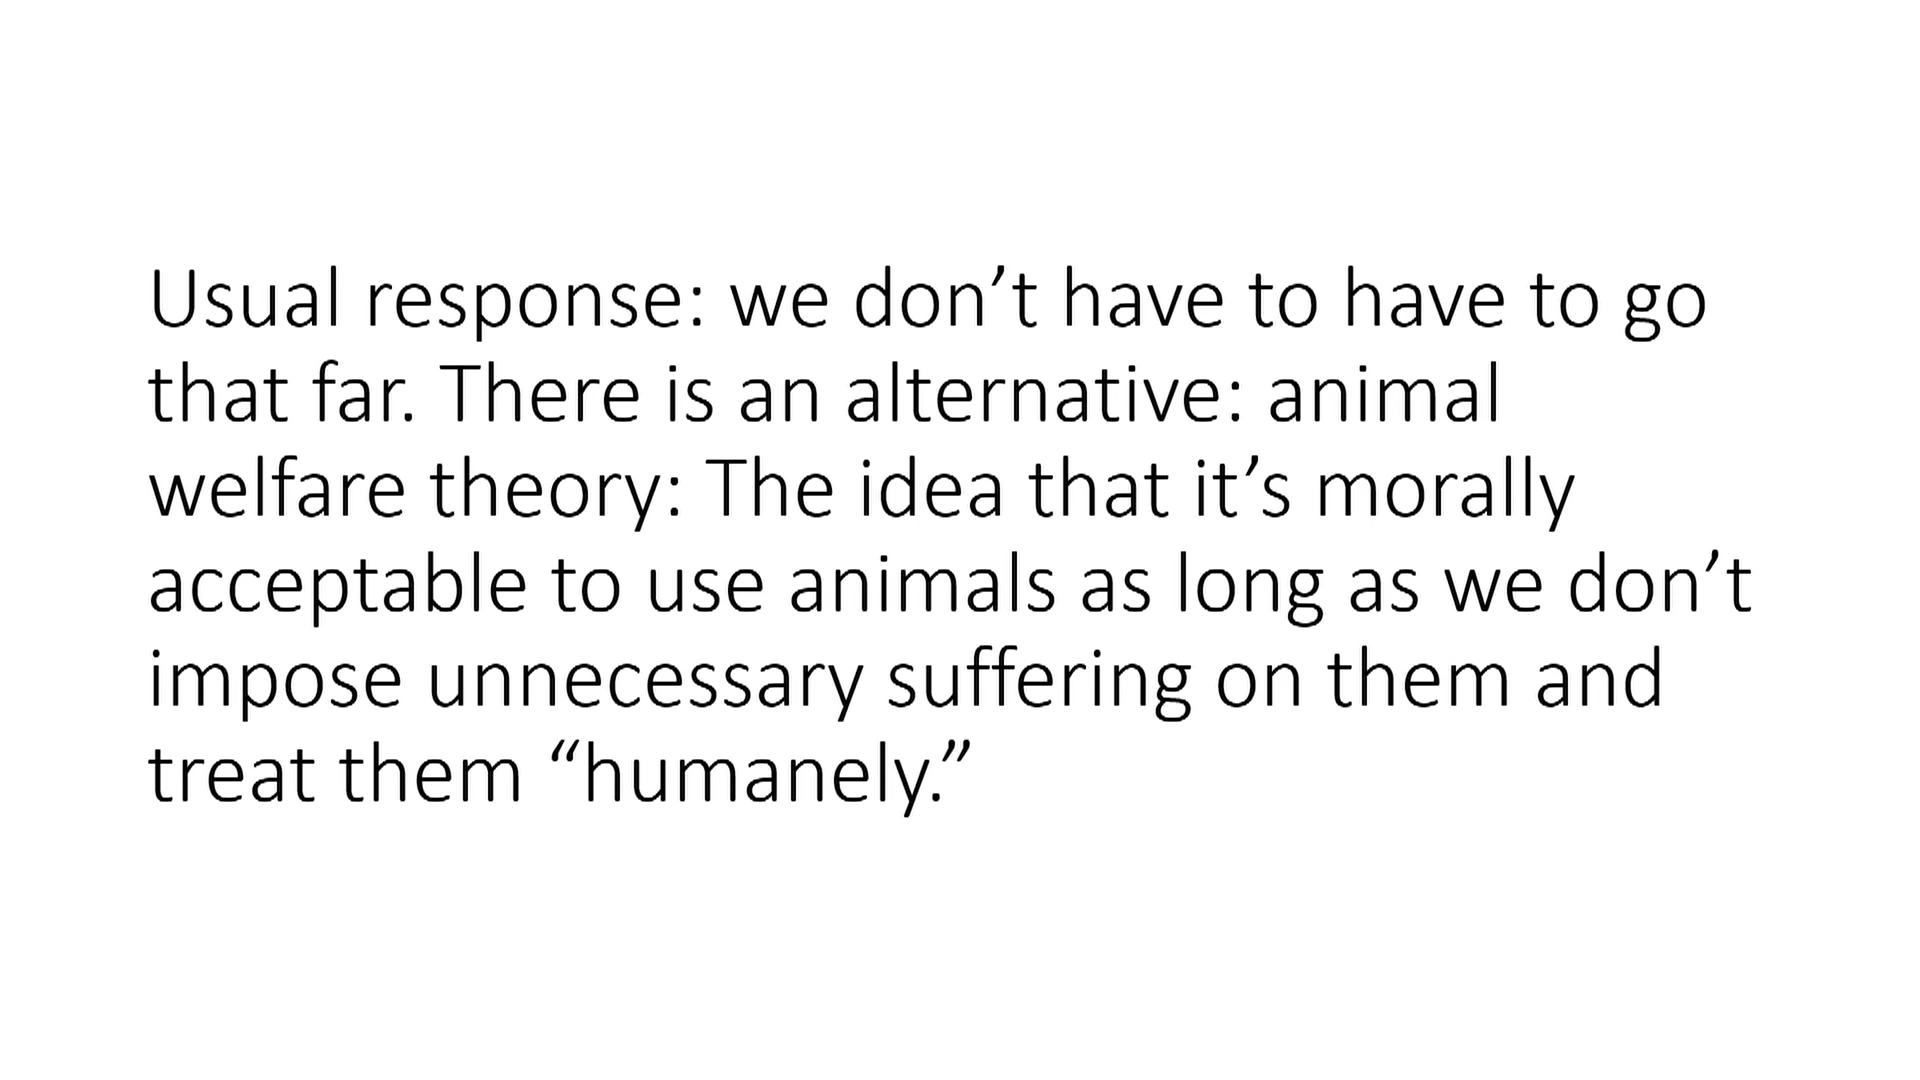 Usual response: we don’t have to have to go
that far. There is an alternative: animal
welfare theory: The idea that it’s morally
acceptable to use animals as long as we don’t
impose unnecessary suffering on them and
treat them “humanely.”